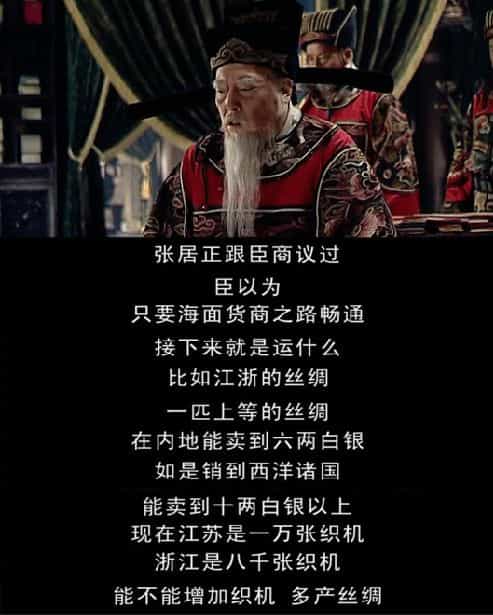 张居正跟臣商议过
臣以为
只要海面货商之路畅通
接下来就是运什么
比如江浙的丝绸
一匹上等的丝绸
在内地能卖到六两白银
如是销到西洋诸国
能卖到十两白银以上
现在江苏是一万张织机
浙江是八千张织机
能不能增加织机 多产丝绸